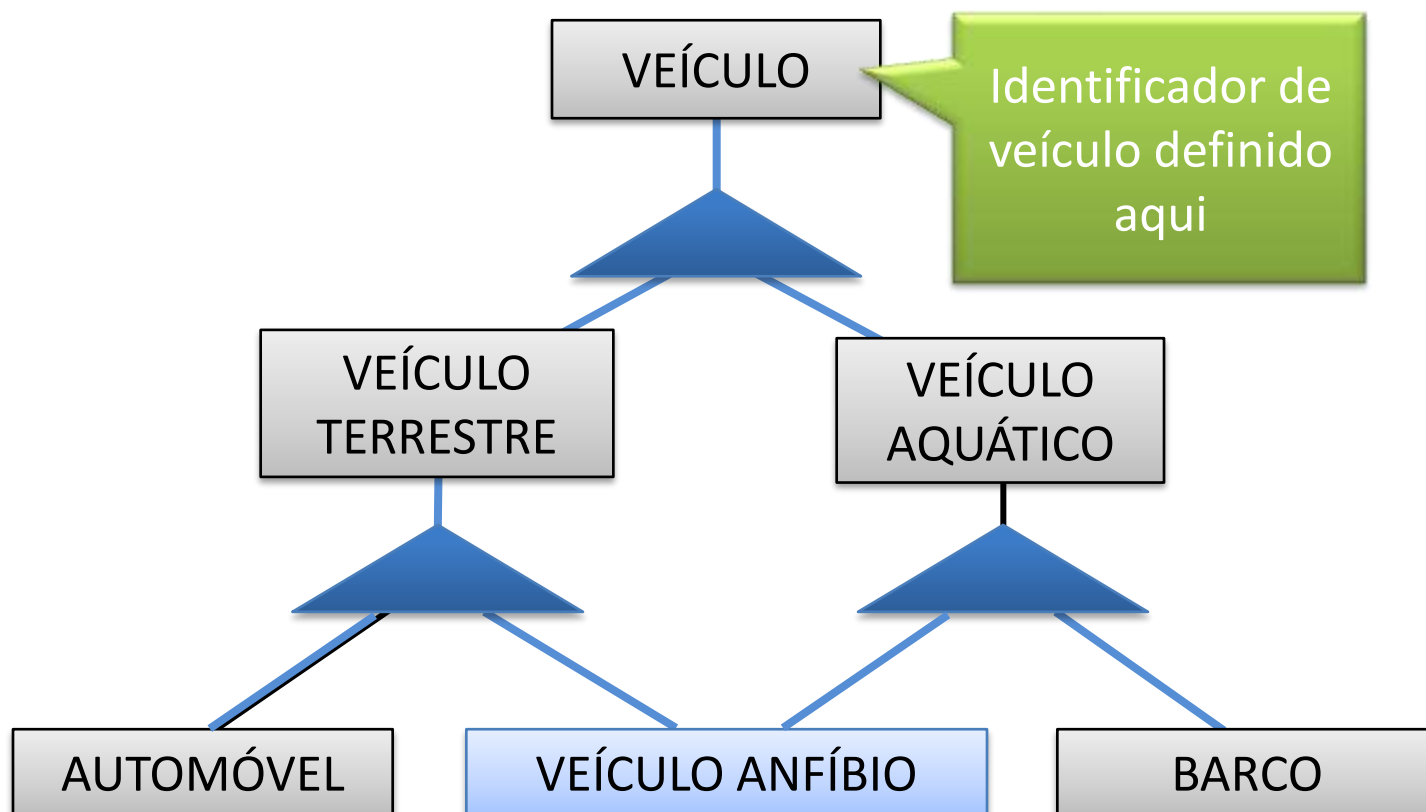 VEÍCULO
Identificador de
veículo definido
aqui
VEÍCULO
TERRESTRE
VEÍCULO
AQUÁTICO
AUTOMÓVEL
VEÍCULO ANFÍBIO
BARCO